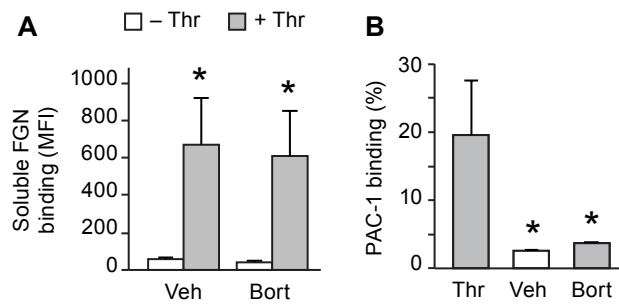 A
– Thr
+ Thr
Soluble FGN
binding (MFI)
1000
800
600
400
200
0
*
*
Veh
Bort
B
PAC-1 binding (%)
30
20
10
0
*
*
Thr
Veh
Bort